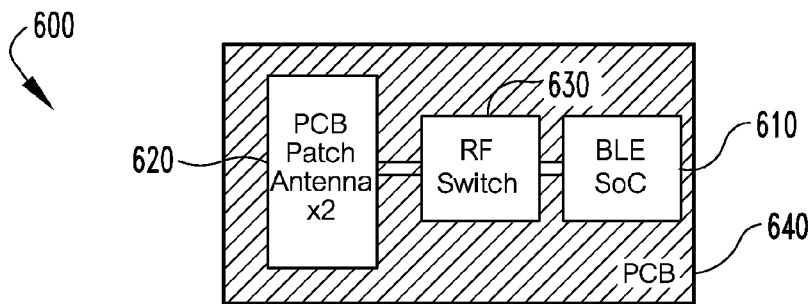 600
630
PCB
Patch
Antenna
x2
RF
Switch
BLE
SoC
610
620
640
PCB